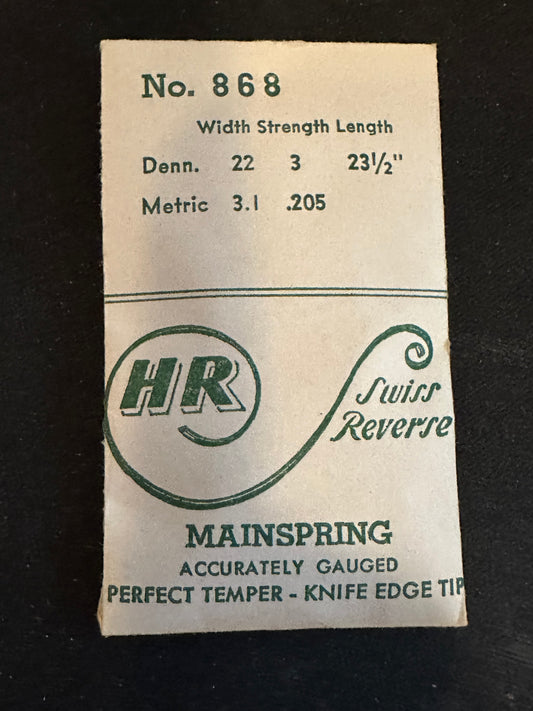 No. 868
Width Strength Length
Denn. 22 3 23½"
Metric 3.1 .205
HR
Swiss
Reverse
MAINSPRING
ACCURATELY GAUGED
PERFECT TEMPER - KNIFE EDGE TIP